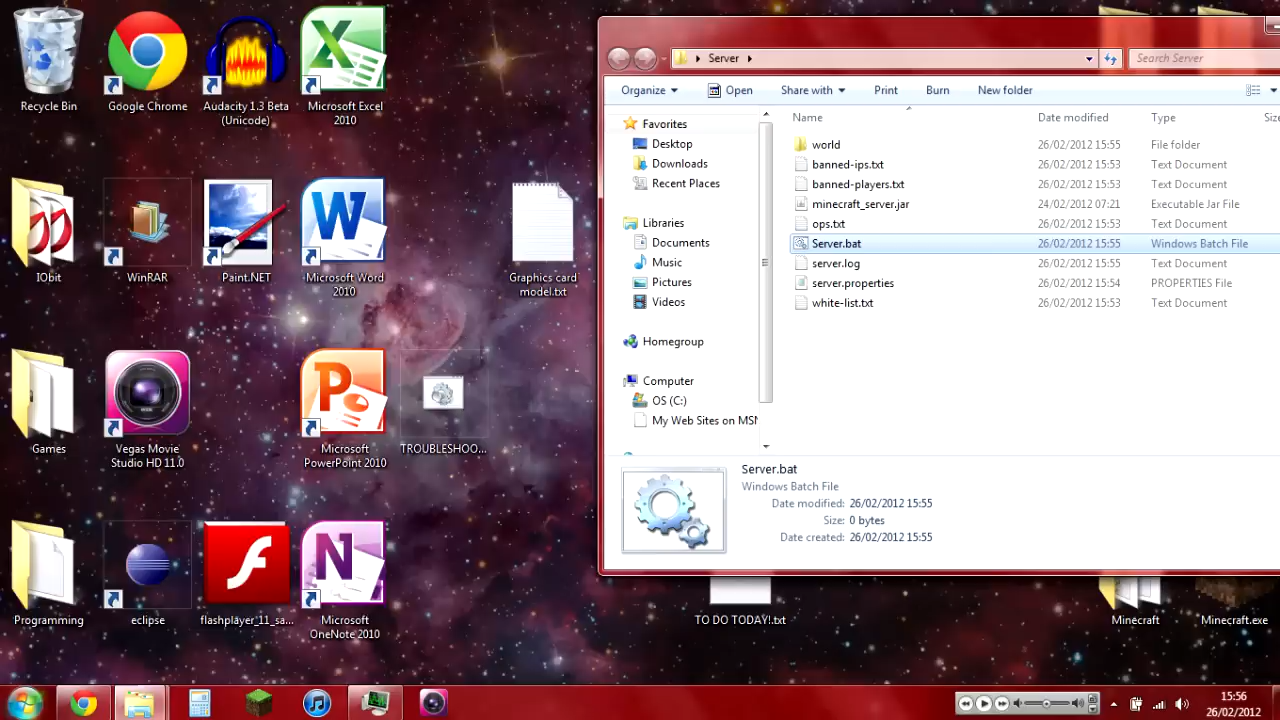 Recycle Bin
Google Chrome
Audacity 1.3 Beta
(Unicode)
Microsoft Excel
2010
IObit
WinRAR
Paint.NET
Microsoft Word
2010
Graphics card
model.txt
Games
Vegas Movie
Studio HD 11.0
Microsoft
PowerPoint 2010
TROUBLESHOO...
Programming
eclipse
flashplayer_11_sa...
Microsoft
OneNote 2010
TO DO TODAY!.txt
Minecraft
Minecraft.exe
Server
Search Server
Organize
Open
Share with
Print
Burn
New folder
Favorites
Desktop
Downloads
Recent Places
Libraries
Documents
Music
Pictures
Videos
Homegroup
Computer
OS (C:)
My Web Sites on MSN
Name Date modified Type Size
world 26/02/2012 15:55 File folder
banned-ips.txt 26/02/2012 15:53 Text Document
banned-players.txt 26/02/2012 15:53 Text Document
minecraft_server.jar 24/02/2012 07:21 Executable Jar File
ops.txt 26/02/2012 15:53 Text Document
Server.bat 26/02/2012 15:55 Windows Batch File
server.log 26/02/2012 15:55 Text Document
server.properties 26/02/2012 15:54 PROPERTIES File
white-list.txt 26/02/2012 15:53 Text Document
Server.bat
Windows Batch File
Date modified: 26/02/2012 15:55
Size: 0 bytes
Date created: 26/02/2012 15:55
15:56
26/02/2012